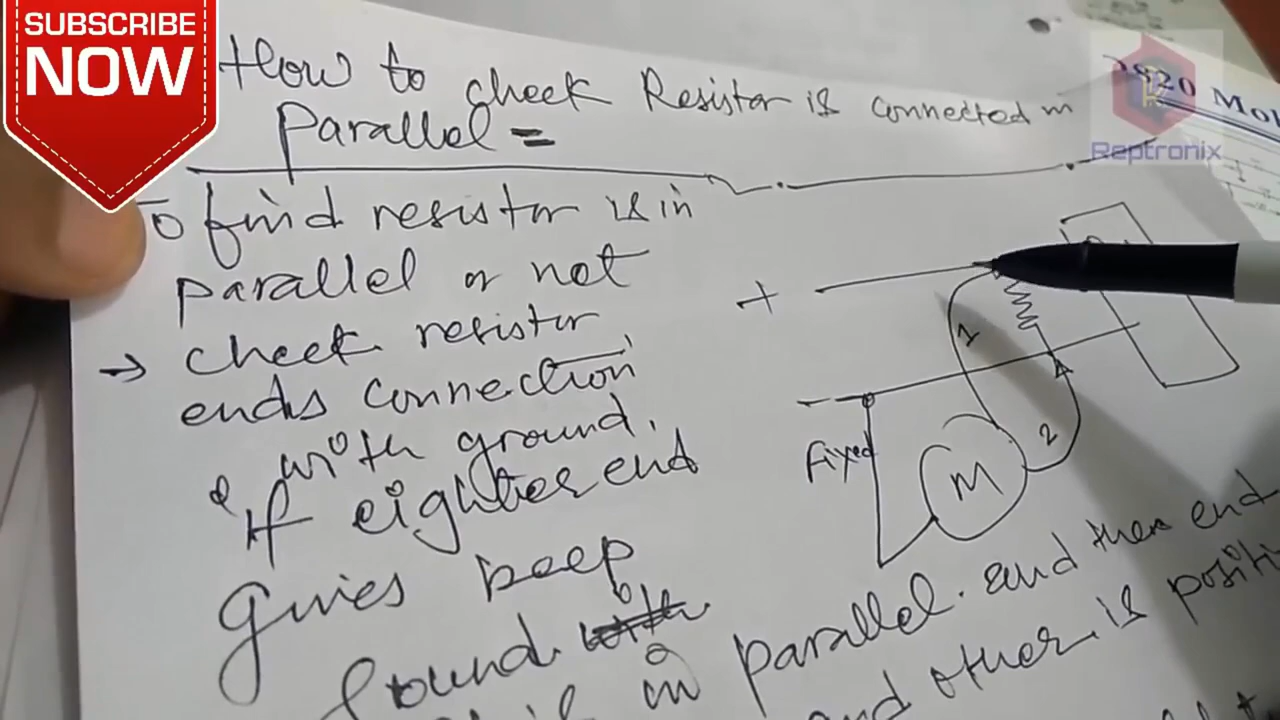 SUBSCRIBE
NOW
How to check Resistor is connected in
Parallel =
To find resistor is in
parallel or not
→ check resistor
ends connection
with ground.
If eighter end
gives beep
sound
in parallel. and then end
and other is positi
+
--
Fixed
1
2
M
1820 Mol
Reptronix